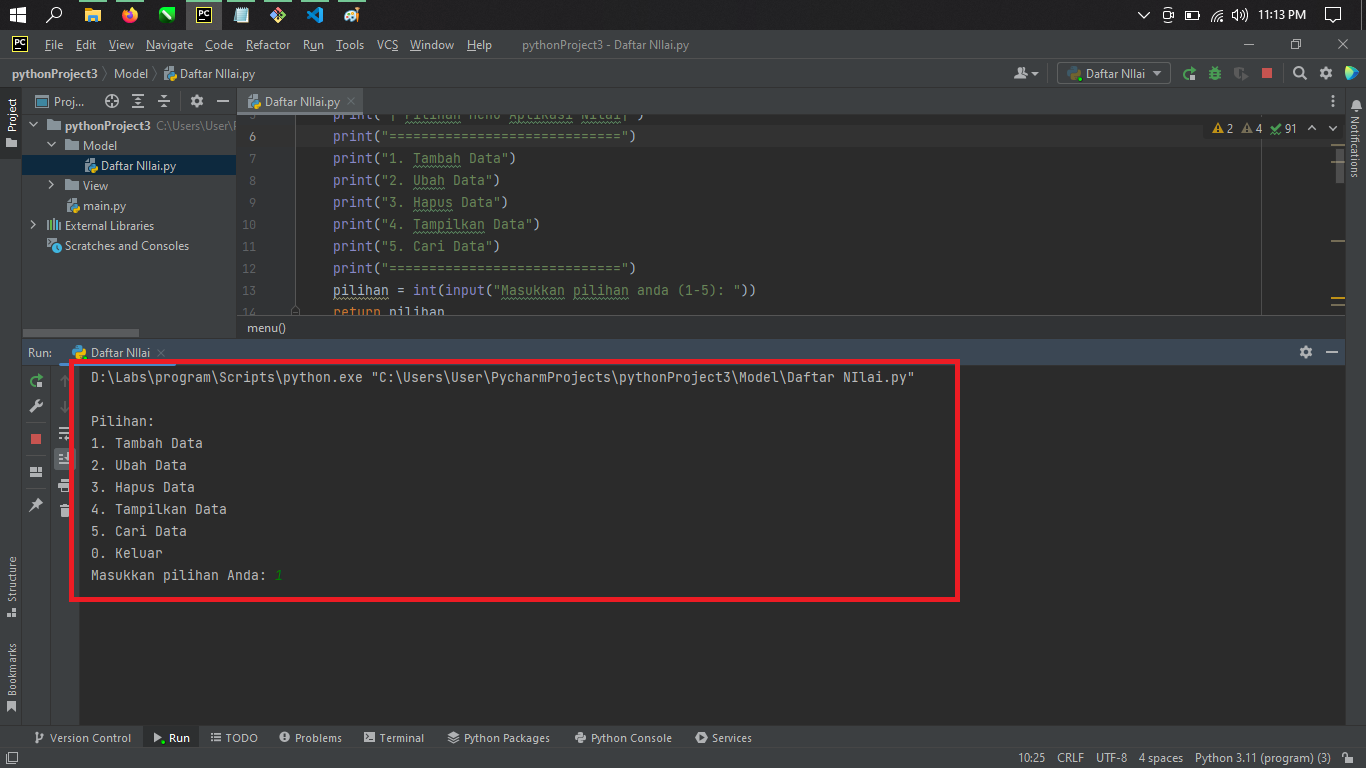 11:13 PM
PC File Edit View Navigate Code Refactor Run Tools VCS Window Help pythonProject3 - Daftar NIlai.py
pythonProject3 Model Daftar NIlai.py Daftar NIlai
Proj... Daftar NIlai.py
Project
Notifications
pythonProject3 C:\Users\User\
Model
Daftar NIlai.py
View
main.py
External Libraries
Scratches and Consoles
2 4 91
5 print("| Pilihan Menu Aplikasi Nilai|")
6 print("=============================")
7 print("1. Tambah Data")
8 print("2. Ubah Data")
9 print("3. Hapus Data")
10 print("4. Tampilkan Data")
11 print("5. Cari Data")
12 print("=============================")
13 pilihan = int(input("Masukkan pilihan anda (1-5): "))
14 return pilihan
menu()
Run: Daftar NIlai
D:\Labs\program\Scripts\python.exe "C:\Users\User\PycharmProjects\pythonProject3\Model\Daftar NIlai.py"
Pilihan:
1. Tambah Data
2. Ubah Data
3. Hapus Data
4. Tampilkan Data
5. Cari Data
0. Keluar
Masukkan pilihan Anda: 1
Structure
Bookmarks
Version Control Run TODO Problems Terminal Python Packages Python Console Services
10:25 CRLF UTF-8 4 spaces Python 3.11 (program) (3)